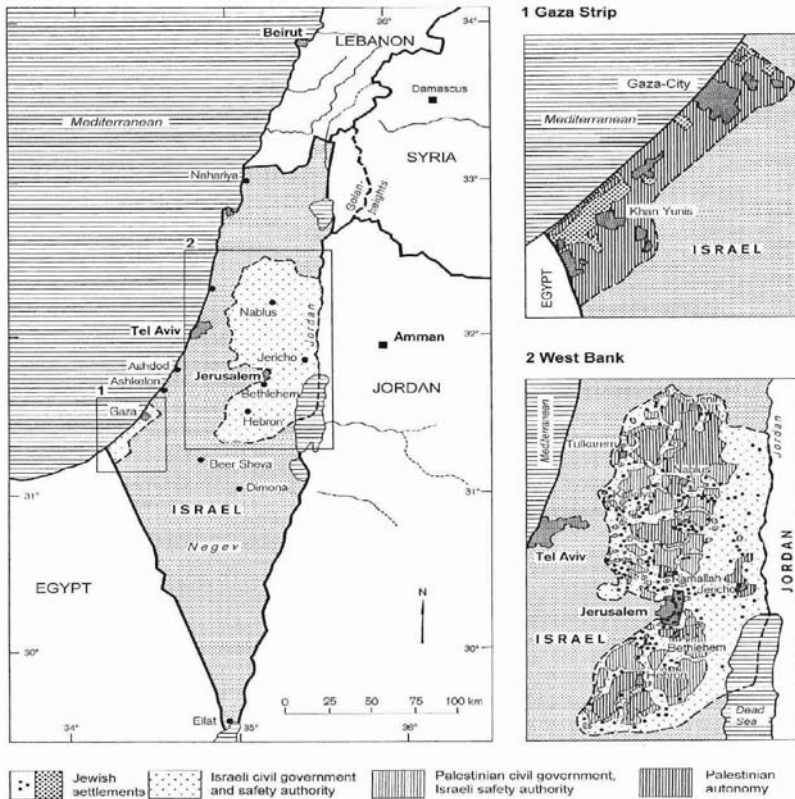 36°
Beirut
LEBANON
Damascus
Mediterranean
SYRIA
Nahariya
33°
33°
Golan-
heights
2
Nablus
Jordan
32°
Tel Aviv
Amman
Jericho
Ashdod
Jerusalem
Ashkelon
Bethlehem
JORDAN
1
Gaza
Hebron
Beer Sheva
Dimona
31°
31°
ISRAEL
Negev
EGYPT
N
30°
30°
0 25 50 75 100 km
Eilat
34°
35°
36°
1 Gaza Strip
Gaza-City
Mediterranean
Khan Yunis
ISRAEL
EGYPT
2 West Bank
Mediterranean
Jenin
Jordan
Tulkarem
Nablus
Tel Aviv
JORDAN
Ramallah
Jericho
Jerusalem
ISRAEL
Bethlehem
Hebron
Dead
Sea
Jewish
settlements
Israeli civil government
and safety authority
Palestinian civil government,
Israeli safety authority
Palestinian
autonomy